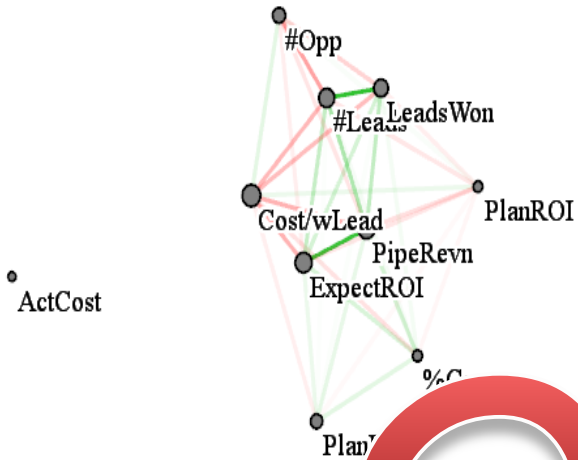 #Opp
LeadsWon
#Leads
PlanROI
Cost/wLead
PipeRevn
ExpectROI
ActCost